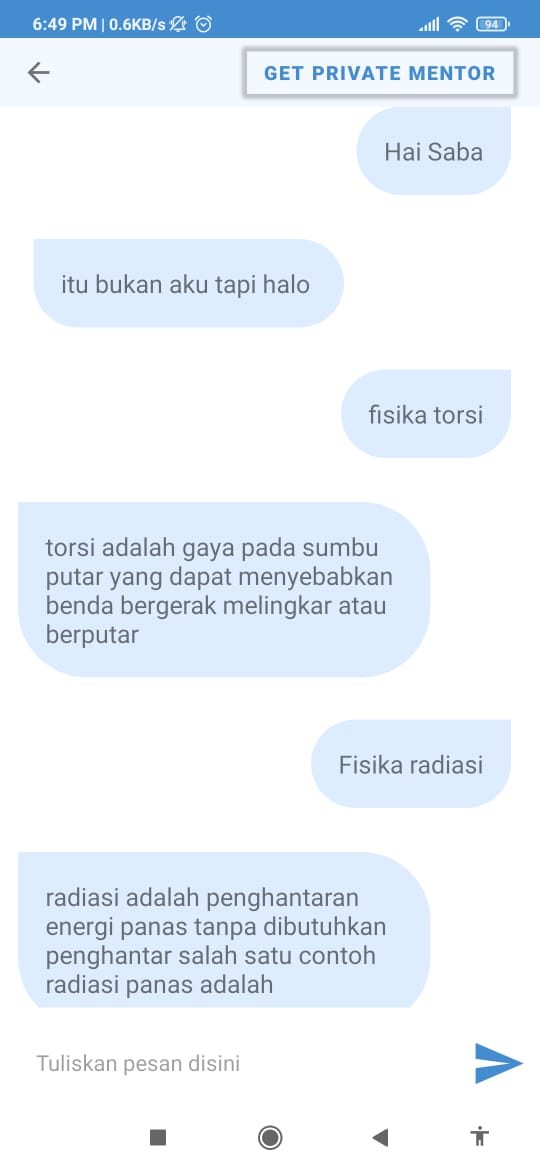 6:49 PM | 0.6KB/s
94
GET PRIVATE MENTOR
Hai Saba
itu bukan aku tapi halo
fisika torsi
torsi adalah gaya pada sumbu
putar yang dapat menyebabkan
benda bergerak melingkar atau
berputar
Fisika radiasi
radiasi adalah penghantaran
energi panas tanpa dibutuhkan
penghantar salah satu contoh
radiasi panas adalah
Tuliskan pesan disini